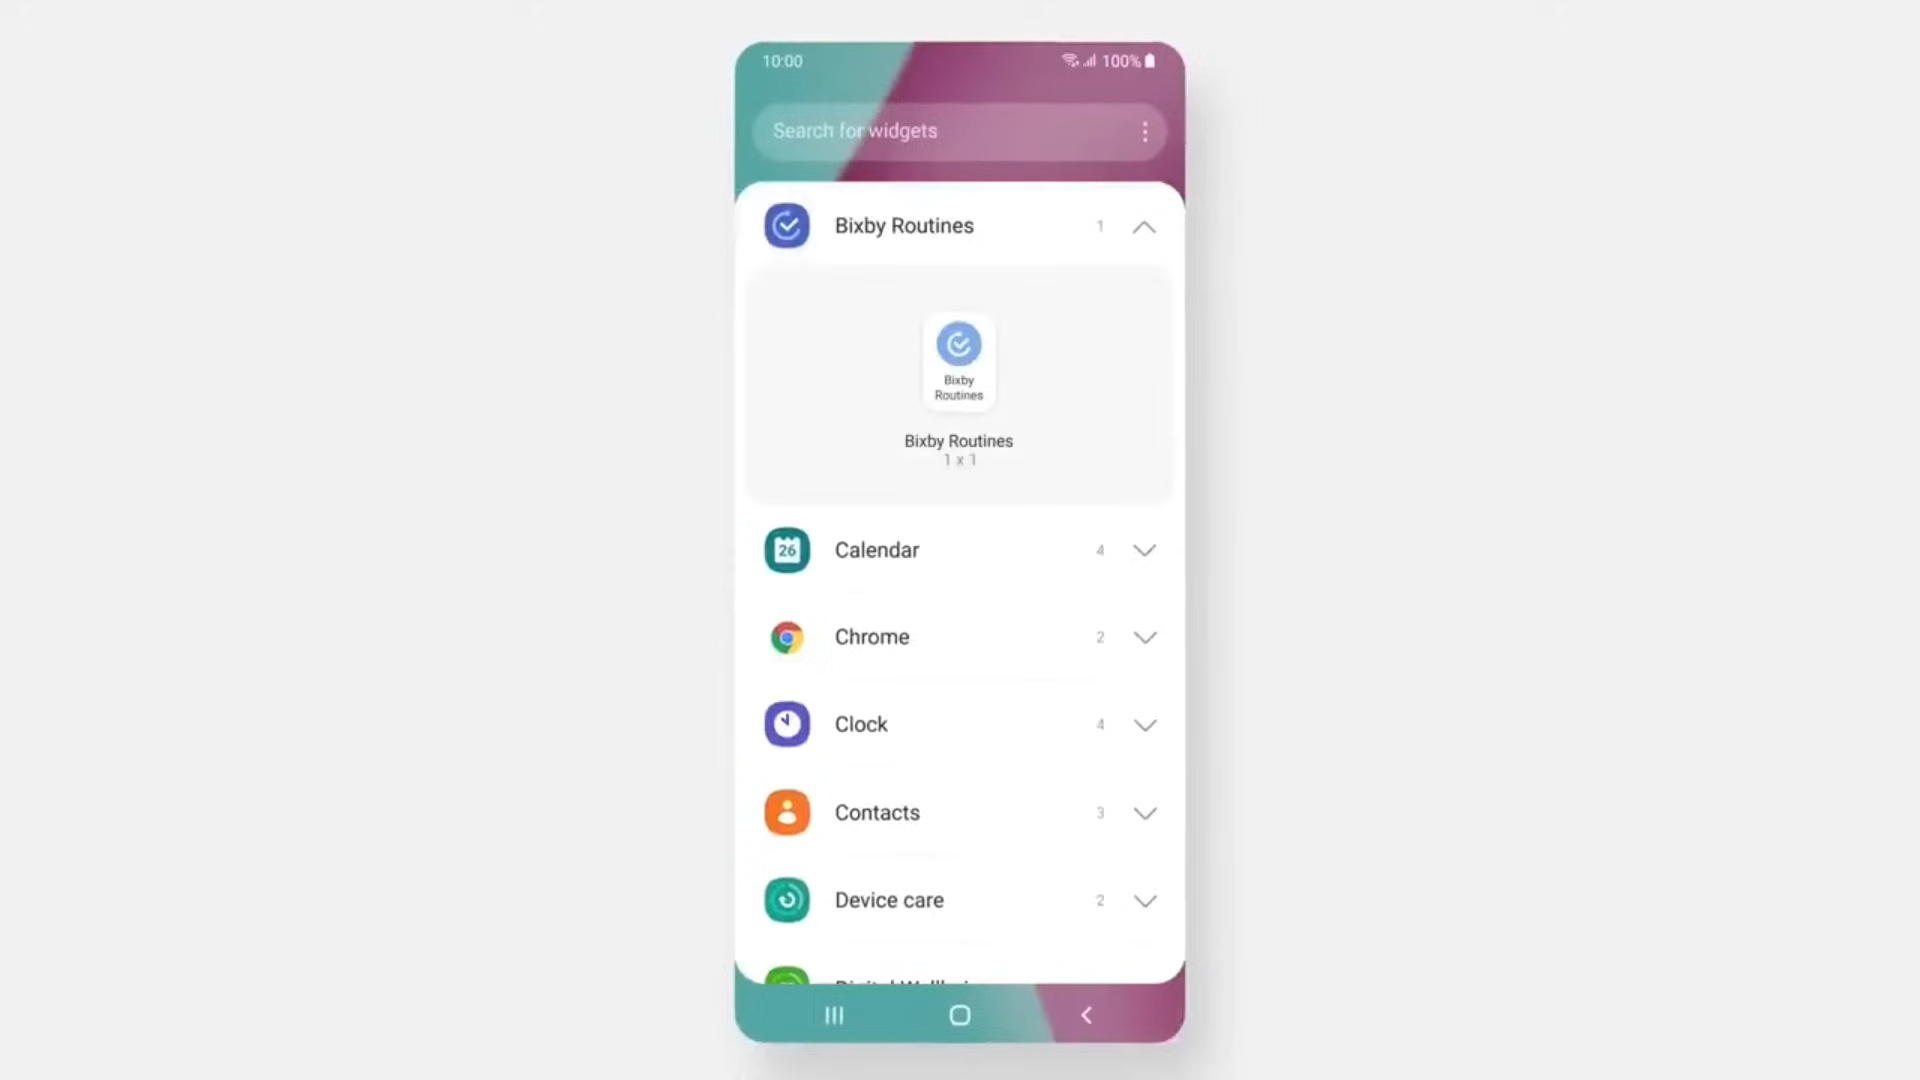 10:00
100%
Search for widgets
Bixby Routines 1
Bixby
Routines
Bixby Routines
1 x 1
26
Calendar 4
Chrome 2
Clock 4
Contacts 3
Device care 2